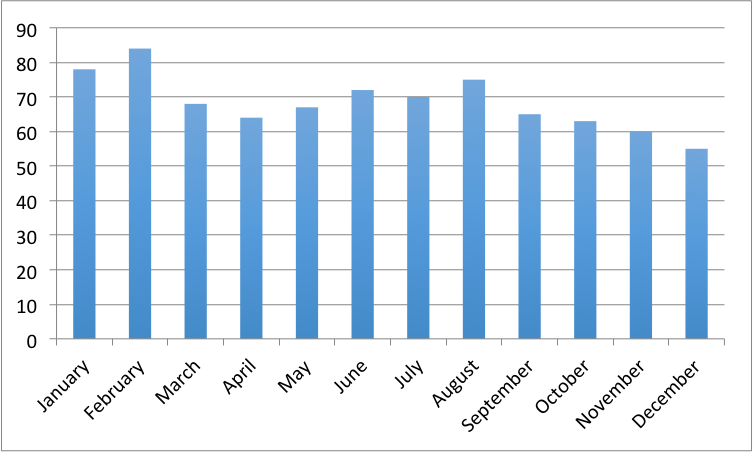 90
80
70
60
50
40
30
20
10
0
January
February
March
April
May
June
July
August
September
October
November
December